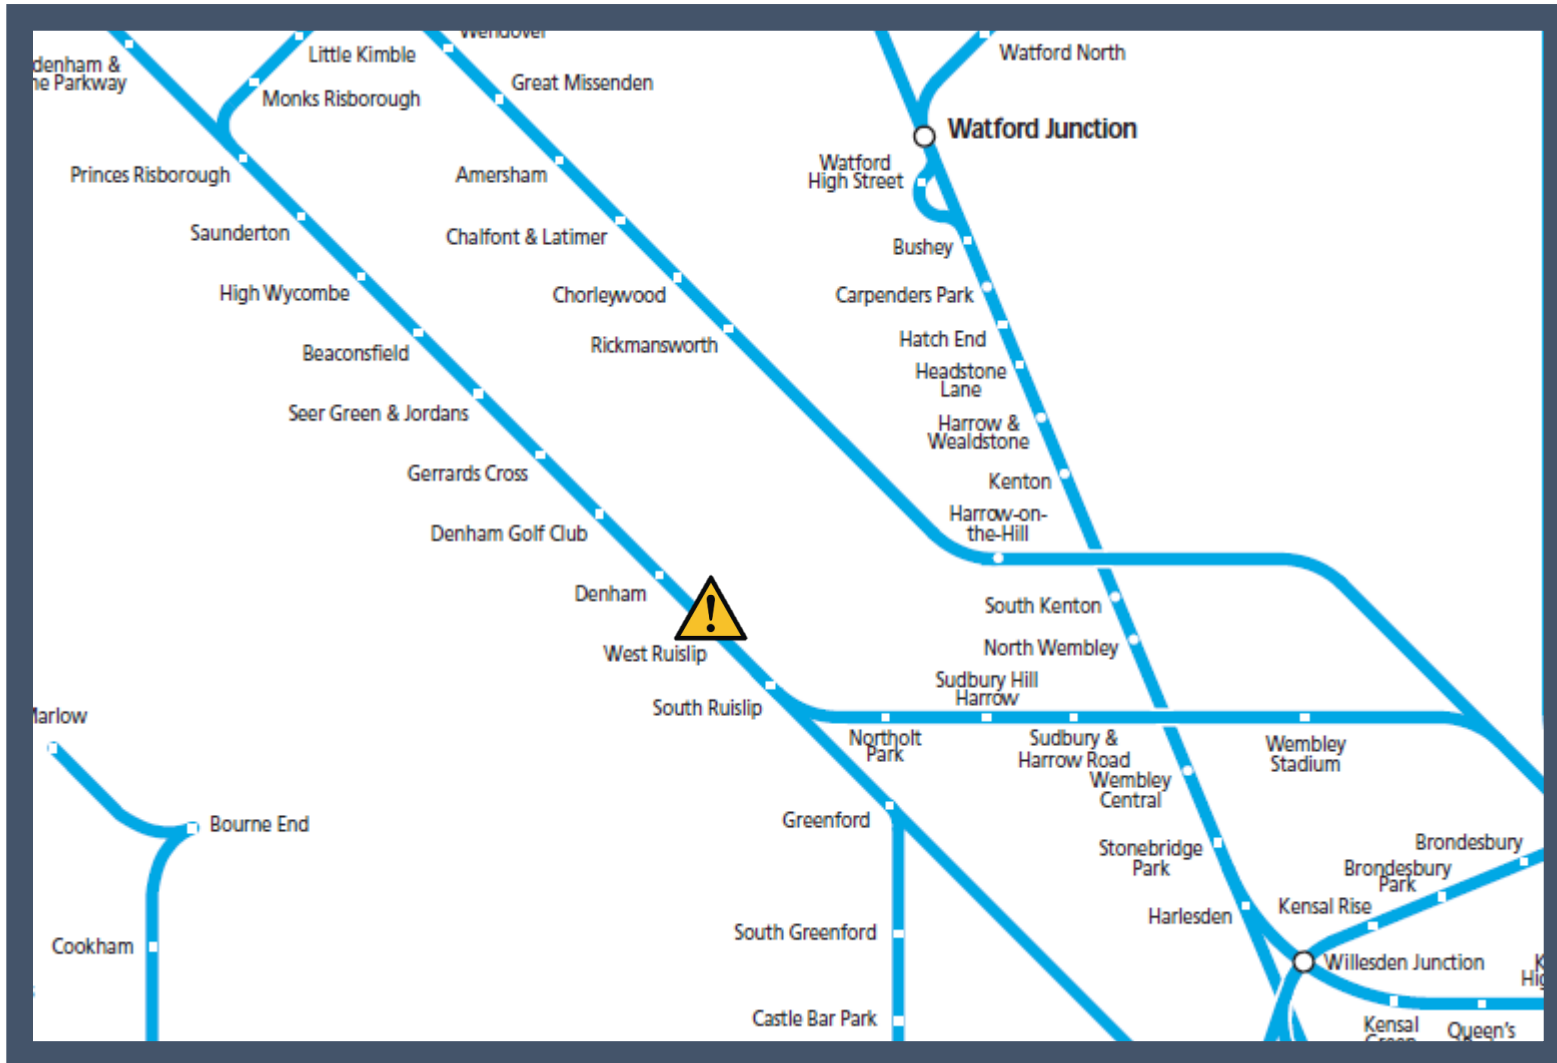 Wendover
Little Kimble
denham &
ne Parkway
Great Missenden
Monks Risborough
Watford North
Watford Junction
Princes Risborough
Amersham
Watford
High Street
Saunderton
Chalfont & Latimer
Bushey
High Wycombe
Chorleywood
Carpenders Park
Beaconsfield
Rickmansworth
Hatch End
Headstone
Lane
Seer Green & Jordans
Harrow &
Wealdstone
Gerrards Cross
Kenton
Harrow-on-
the-Hill
Denham Golf Club
Denham
South Kenton
West Ruislip
North Wembley
South Ruislip
Sudbury Hill
Harrow
Marlow
Northolt
Park
Sudbury &
Harrow Road
Wembley
Stadium
Wembley
Central
Bourne End
Greenford
Stonebridge
Park
Brondesbury
Brondesbury
Park
Kensal Rise
Harlesden
Cookham
South Greenford
Willesden Junction
K
Hig
Castle Bar Park
Kensal
Green
Queen's